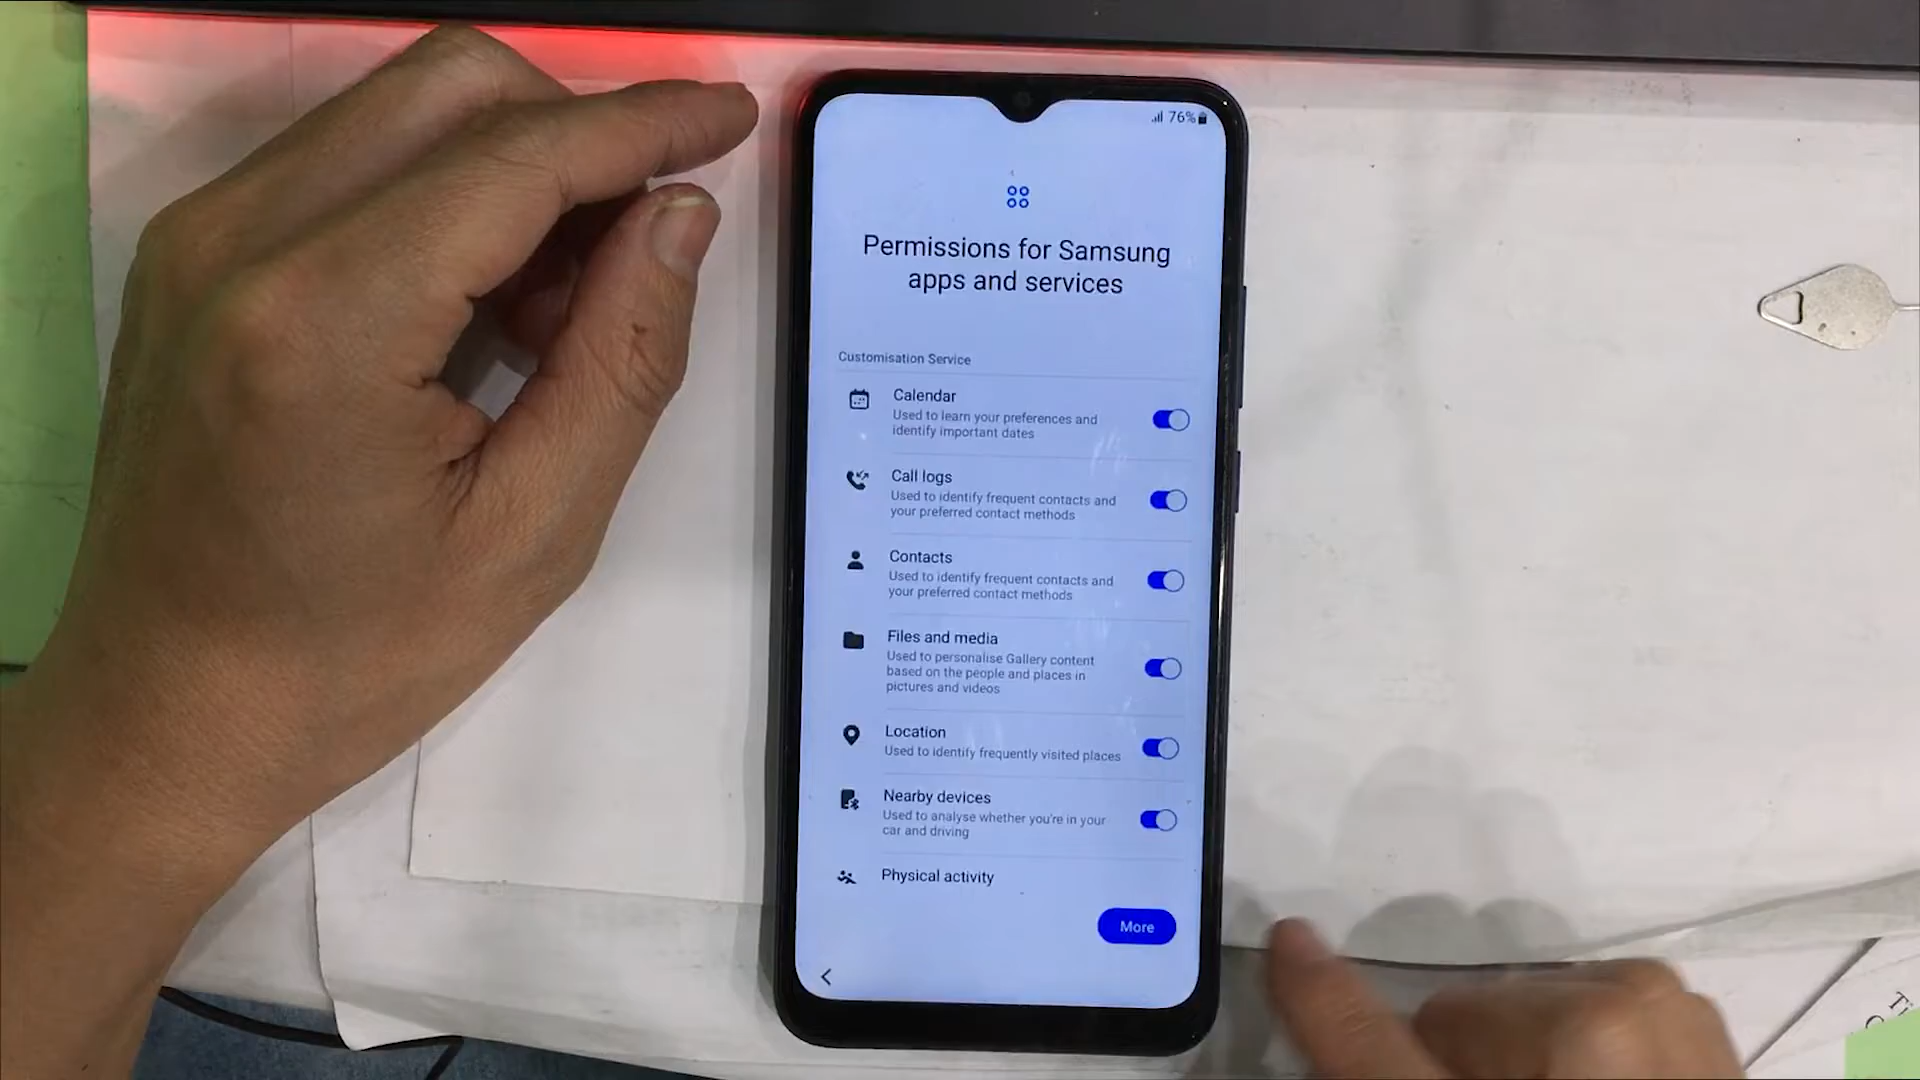 76%
Permissions for Samsung
apps and services
Customisation Service
Calendar
Used to learn your preferences and
identify important dates
Call logs
Used to identify frequent contacts and
your preferred contact methods
Contacts
Used to identify frequent contacts and
your preferred contact methods
Files and media
Used to personalise Gallery content
based on the people and places in
pictures and videos
Location
Used to identify frequently visited places
Nearby devices
Used to analyse whether you're in your
car and driving
Physical activity
More